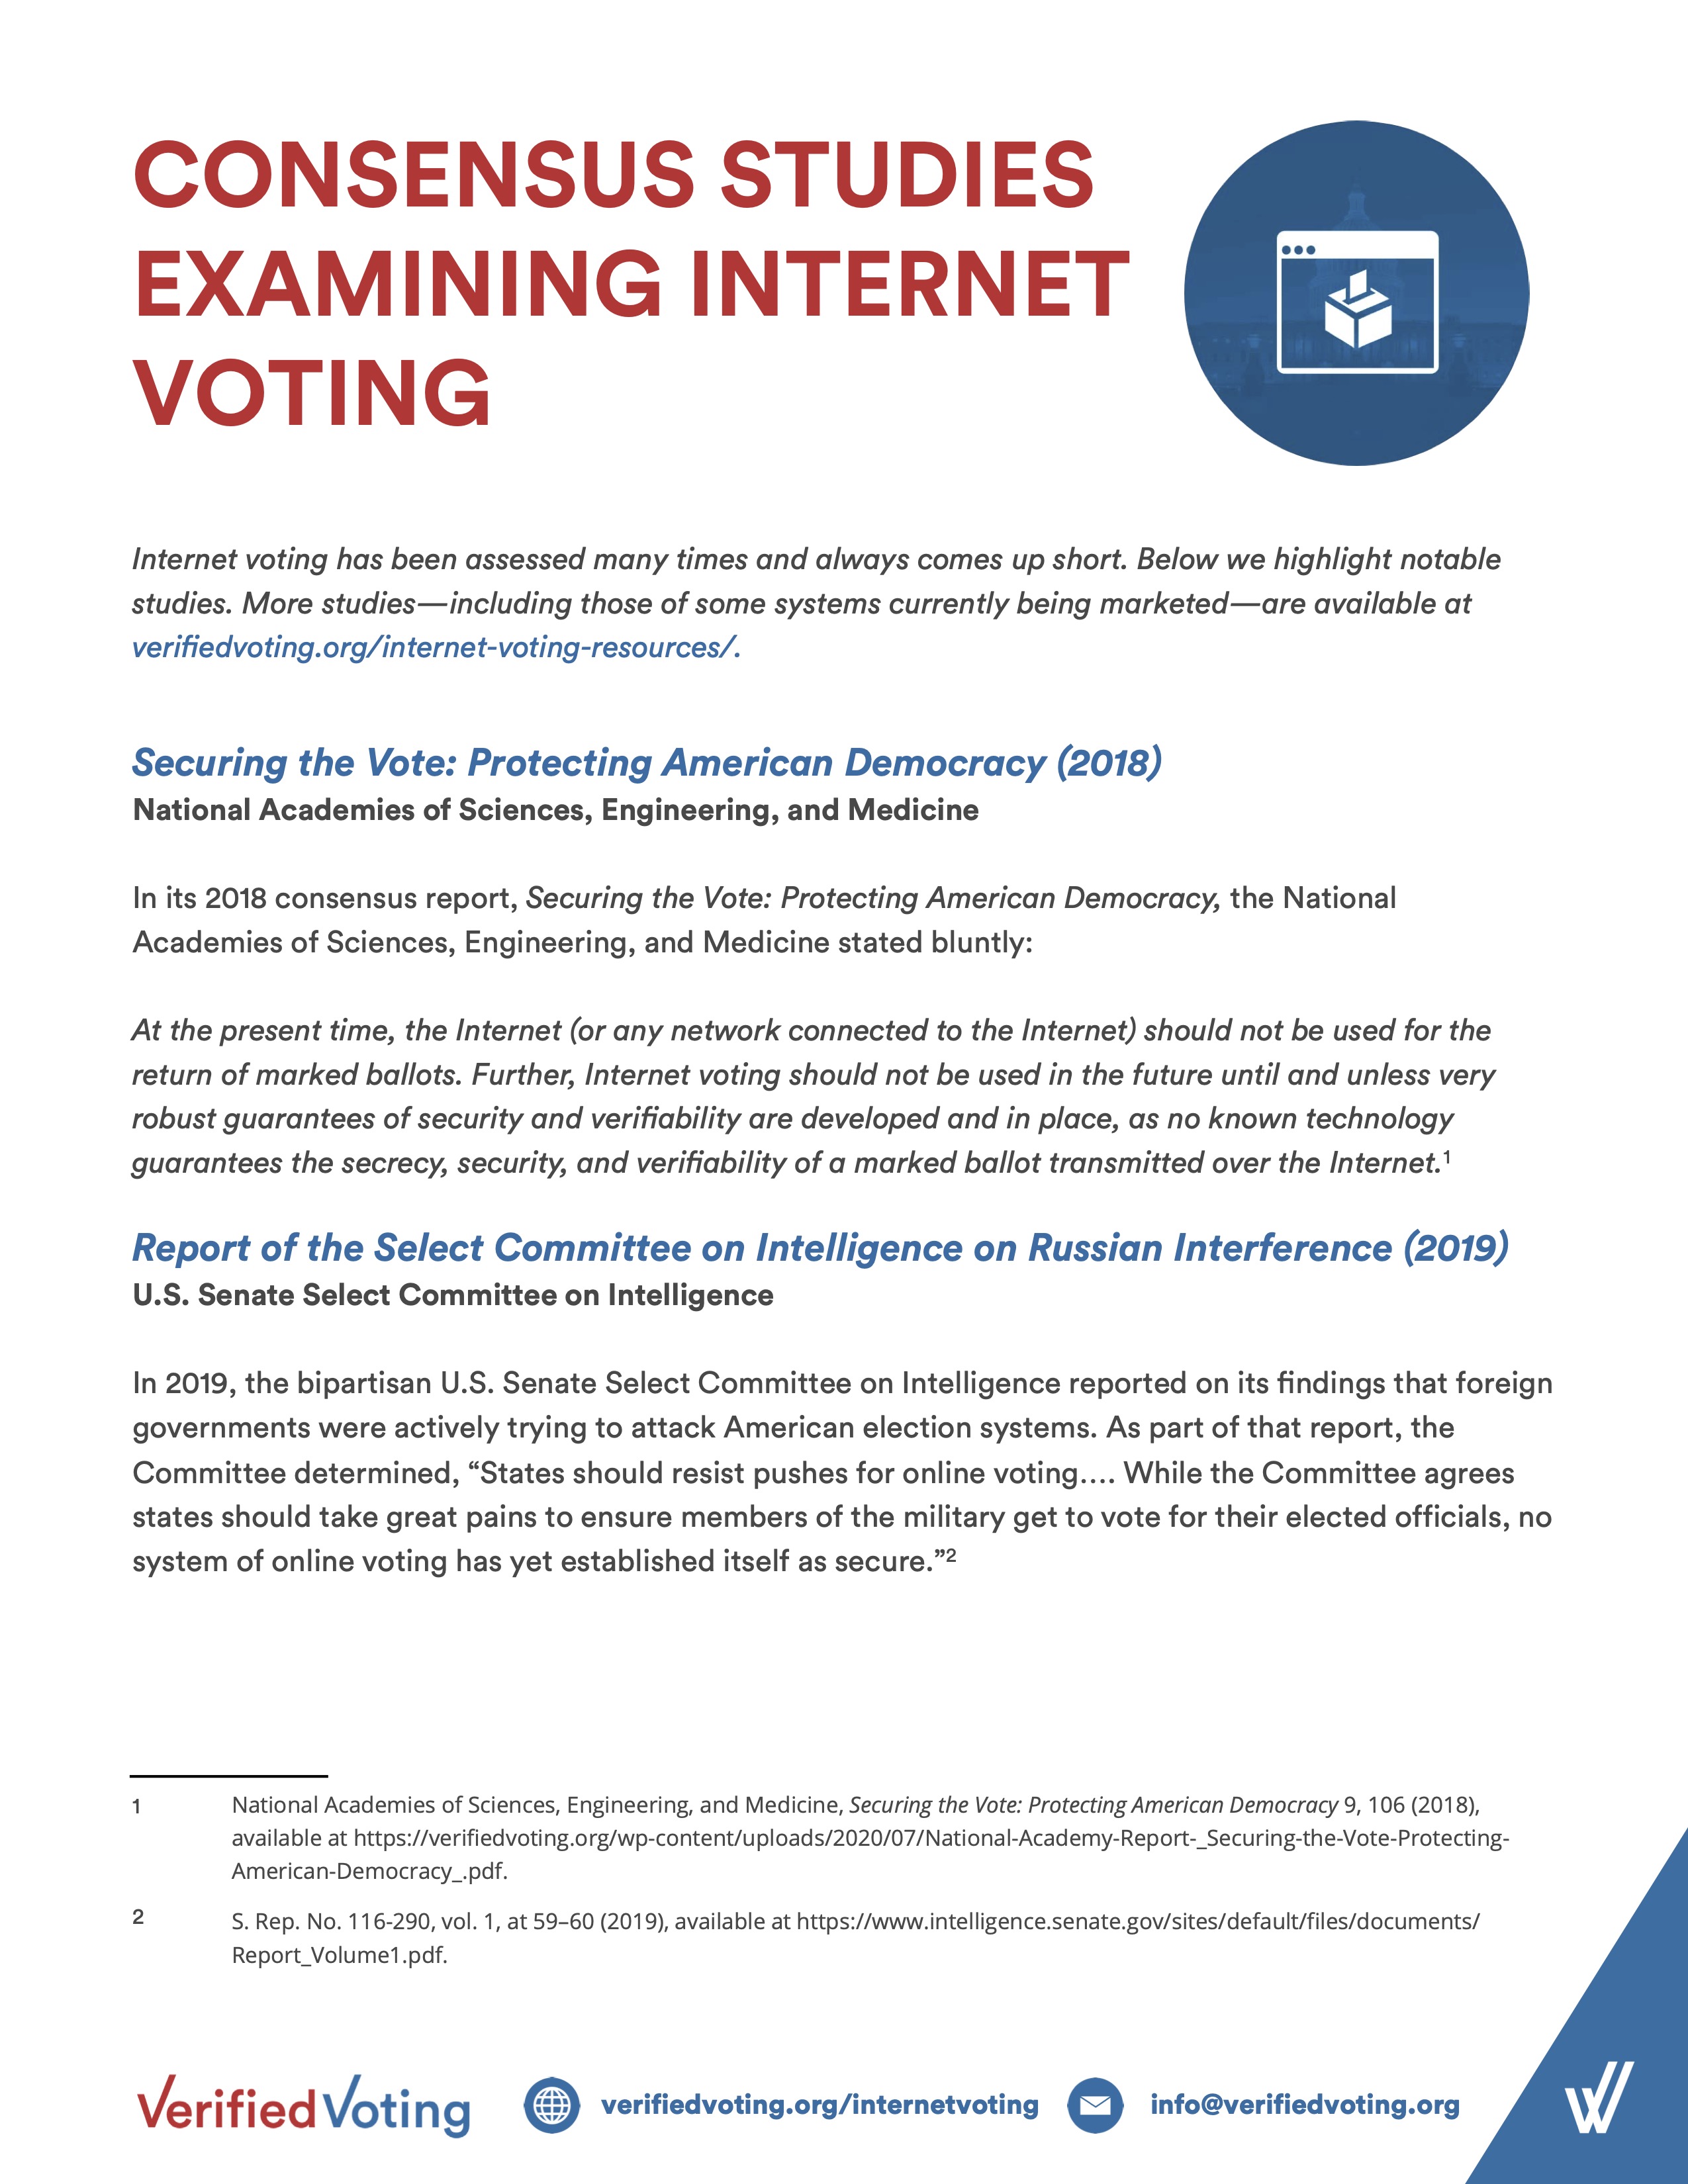 CONSENSUS STUDIES
EXAMINING INTERNET
VOTING
Internet voting has been assessed many times and always comes up short. Below we highlight notable
studies. More studies—including those of some systems currently being marketed—are available at
verifiedvoting.org/internet-voting-resources/.
Securing the Vote: Protecting American Democracy (2018)
National Academies of Sciences, Engineering, and Medicine
In its 2018 consensus report, Securing the Vote: Protecting American Democracy, the National
Academies of Sciences, Engineering, and Medicine stated bluntly:
At the present time, the Internet (or any network connected to the Internet) should not be used for the
return of marked ballots. Further, Internet voting should not be used in the future until and unless very
robust guarantees of security and verifiability are developed and in place, as no known technology
guarantees the secrecy, security, and verifiability of a marked ballot transmitted over the Internet.¹
Report of the Select Committee on Intelligence on Russian Interference (2019)
U.S. Senate Select Committee on Intelligence
In 2019, the bipartisan U.S. Senate Select Committee on Intelligence reported on its findings that foreign
governments were actively trying to attack American election systems. As part of that report, the
Committee determined, “States should resist pushes for online voting…. While the Committee agrees
states should take great pains to ensure members of the military get to vote for their elected officials, no
system of online voting has yet established itself as secure.”²
1 National Academies of Sciences, Engineering, and Medicine, Securing the Vote: Protecting American Democracy 9, 106 (2018),
available at https://verifiedvoting.org/wp-content/uploads/2020/07/National-Academy-Report-_Securing-the-Vote-Protecting-
American-Democracy_.pdf.
2 S. Rep. No. 116-290, vol. 1, at 59–60 (2019), available at https://www.intelligence.senate.gov/sites/default/files/documents/
Report_Volume1.pdf.
Verified Voting verifiedvoting.org/internetvoting info@verifiedvoting.org